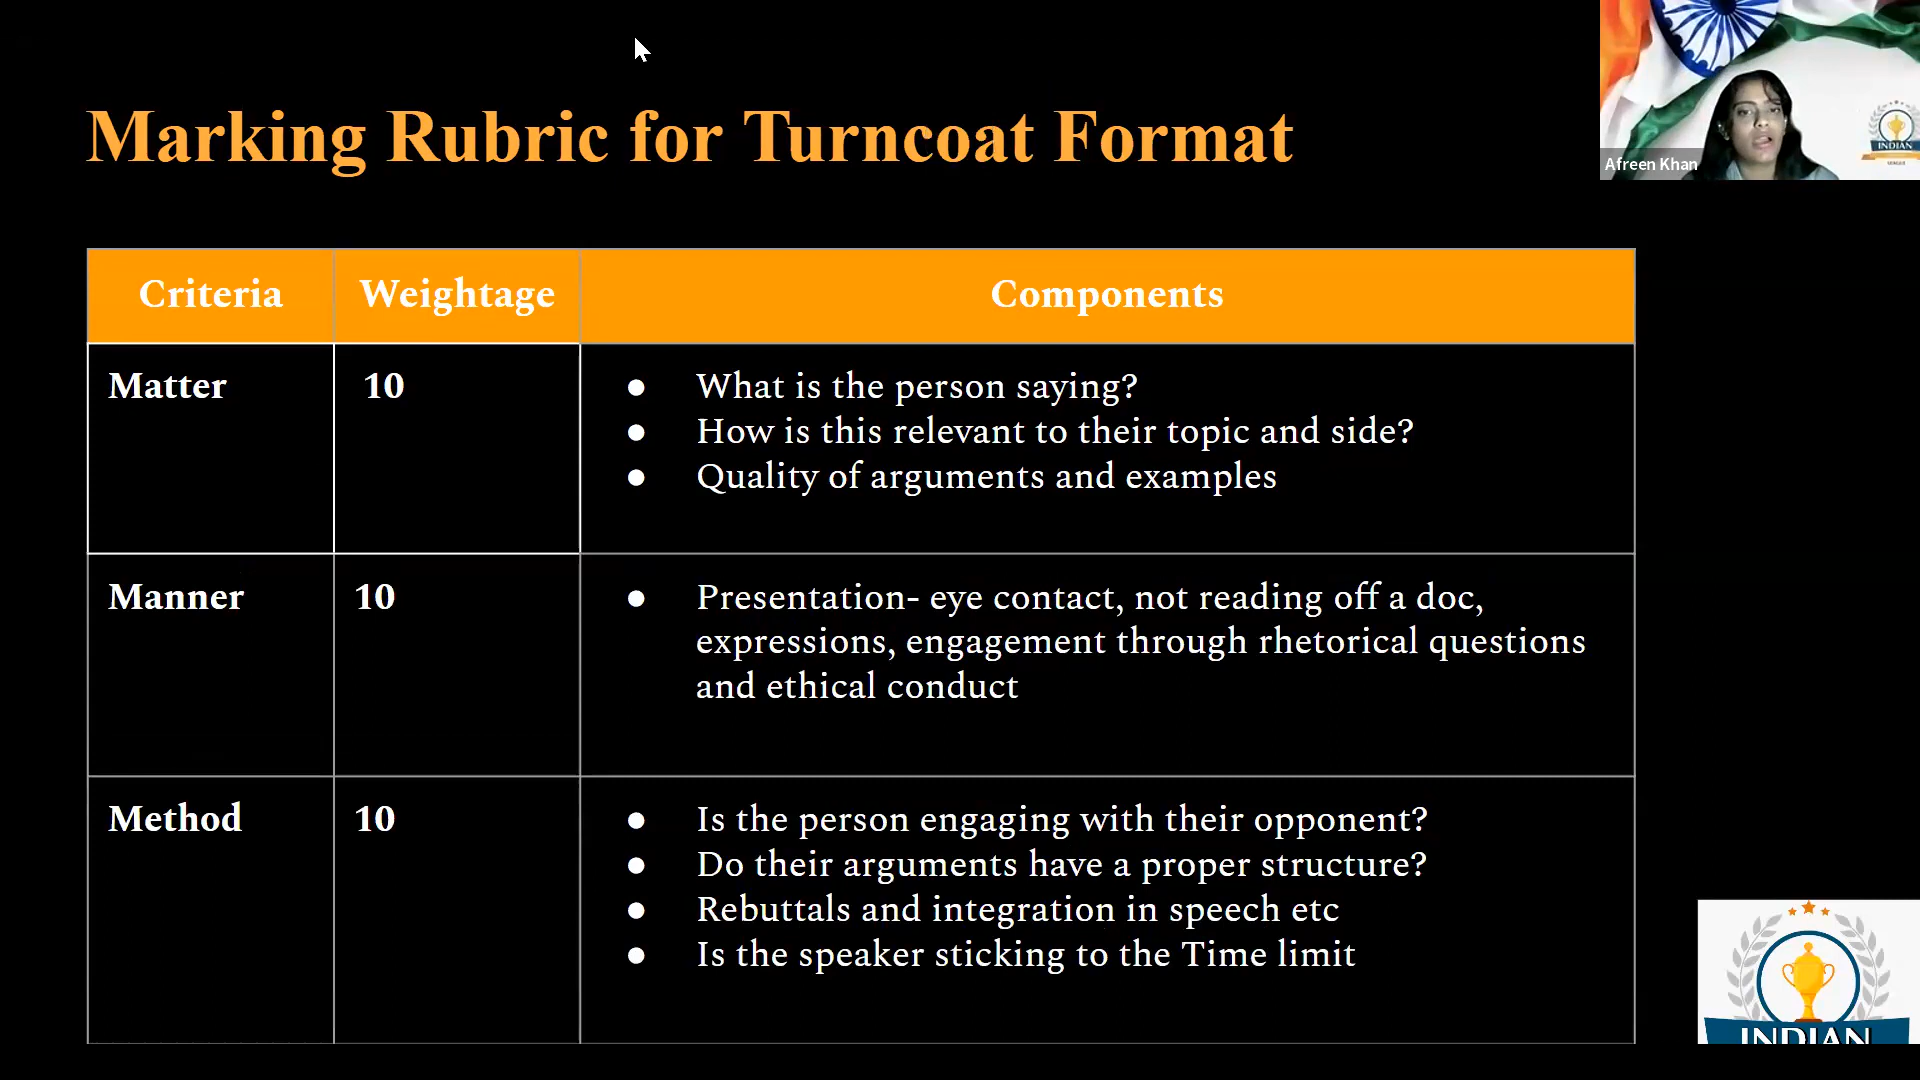 Marking Rubric for Turncoat Format
Afreen Khan
INDIAN
Criteria Weightage Components
Matter 10
● What is the person saying?
● How is this relevant to their topic and side?
● Quality of arguments and examples
Manner 10
● Presentation- eye contact, not reading off a doc,
expressions, engagement through rhetorical questions
and ethical conduct
Method 10
● Is the person engaging with their opponent?
● Do their arguments have a proper structure?
● Rebuttals and integration in speech etc
● Is the speaker sticking to the Time limit
INDIAN